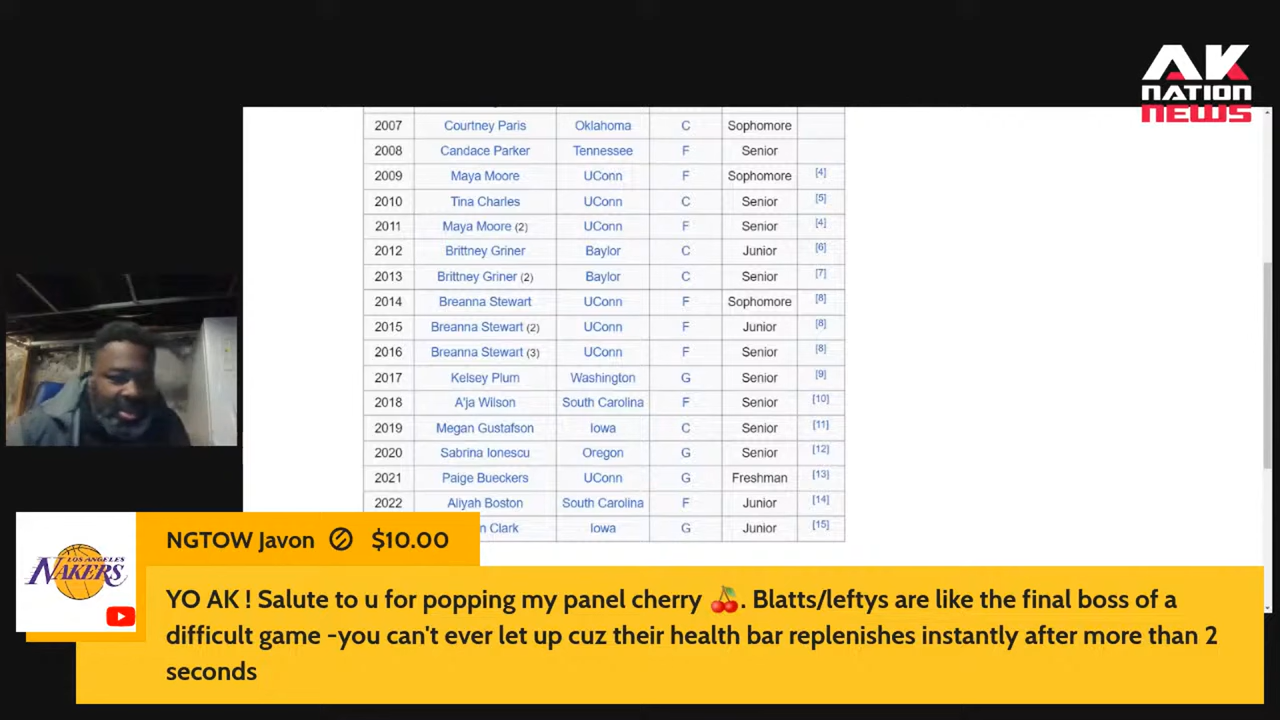 AK
NATION
NEWS
2007 Courtney Paris Oklahoma C Sophomore
2008 Candace Parker Tennessee F Senior
2009 Maya Moore UConn F Sophomore [4]
2010 Tina Charles UConn C Senior [5]
2011 Maya Moore (2) UConn F Senior [4]
2012 Brittney Griner Baylor C Junior [6]
2013 Brittney Griner (2) Baylor C Senior [7]
2014 Breanna Stewart UConn F Sophomore [8]
2015 Breanna Stewart (2) UConn F Junior [8]
2016 Breanna Stewart (3) UConn F Senior [8]
2017 Kelsey Plum Washington G Senior [9]
2018 A'ja Wilson South Carolina F Senior [10]
2019 Megan Gustafson Iowa C Senior [11]
2020 Sabrina Ionescu Oregon G Senior [12]
2021 Paige Bueckers UConn G Freshman [13]
2022 Aliyah Boston South Carolina F Junior [14]
n Clark Iowa G Junior [15]
LOS ANGELES
NAKERS
NGTOW Javon $10.00
YO AK ! Salute to u for popping my panel cherry 🍒. Blatts/leftys are like the final boss of a
difficult game -you can't ever let up cuz their health bar replenishes instantly after more than 2
seconds